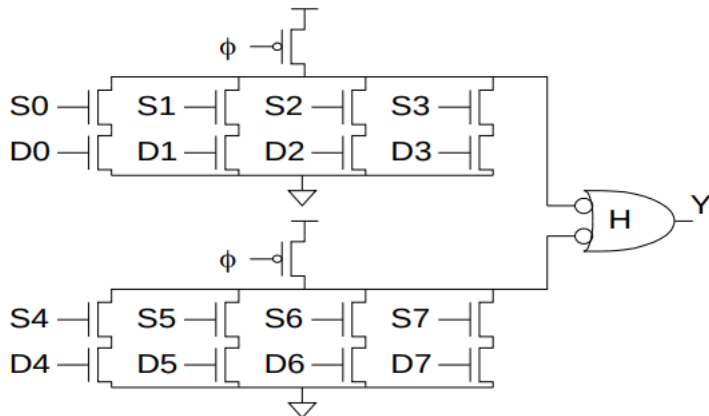 ϕ
S0 S1 S2 S3
D0 D1 D2 D3
H Y
ϕ
S4 S5 S6 S7
D4 D5 D6 D7